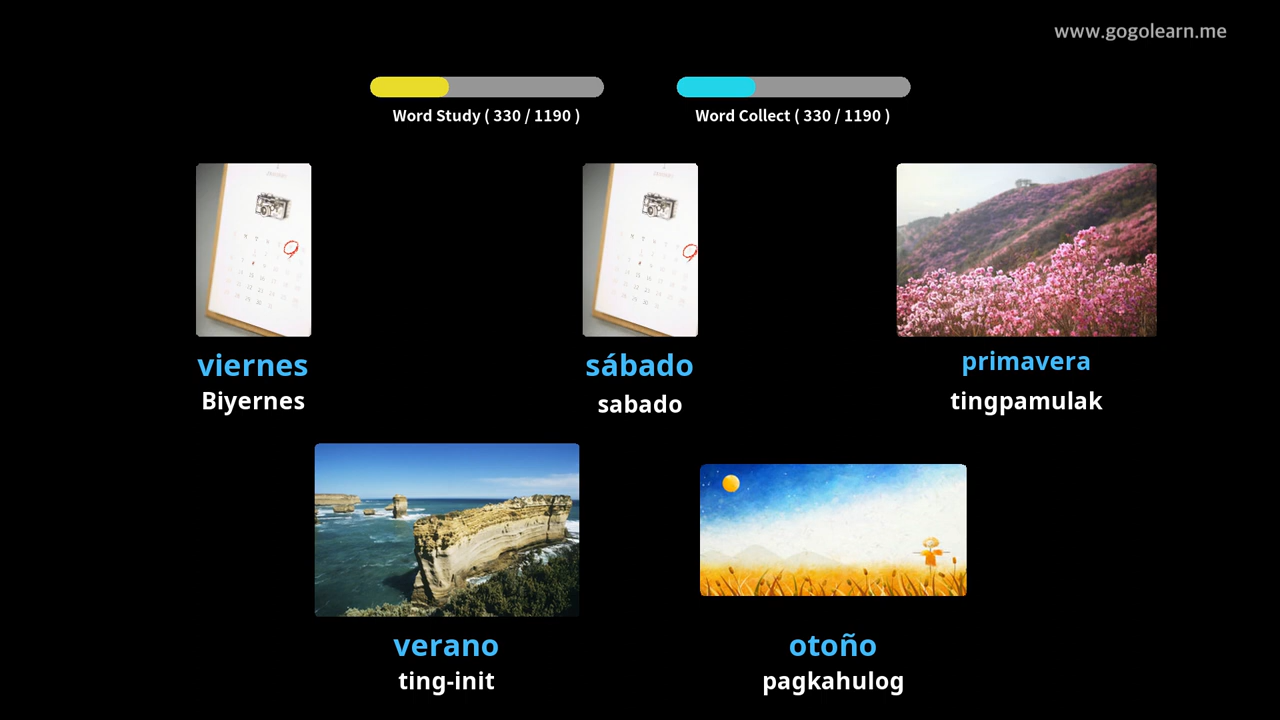 www.gogolearn.me
Word Study ( 330 / 1190 )
Word Collect ( 330 / 1190 )
viernes
Biyernes
sábado
sabado
primavera
tingpamulak
verano
ting-init
otoño
pagkahulog